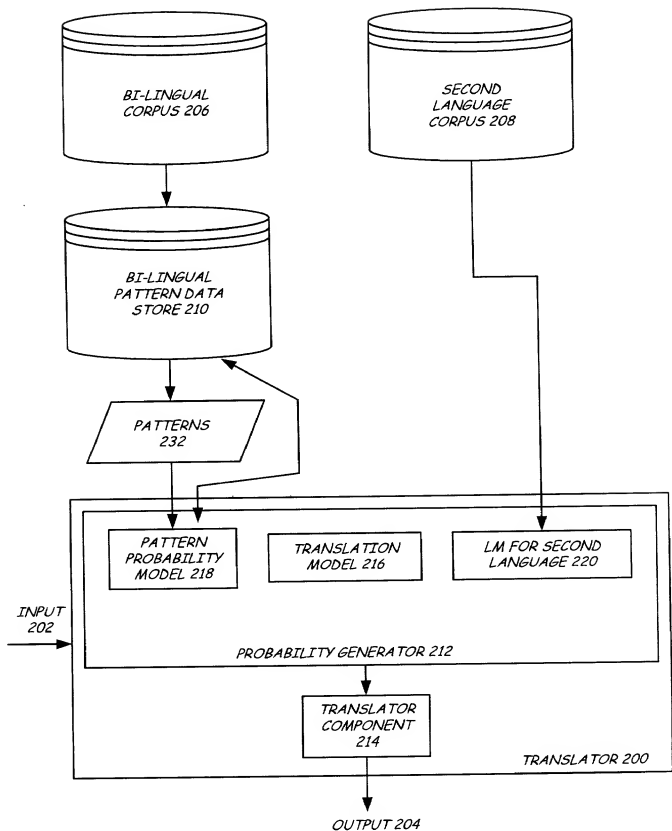 BI-LINGUAL
CORPUS 206
SECOND
LANGUAGE
CORPUS 208
BI-LINGUAL
PATTERN DATA
STORE 210
PATTERNS
232
PATTERN
PROBABILITY
MODEL 218
TRANSLATION
MODEL 216
LM FOR SECOND
LANGUAGE 220
INPUT
202
PROBABILITY GENERATOR 212
TRANSLATOR
COMPONENT
214
TRANSLATOR 200
OUTPUT 204